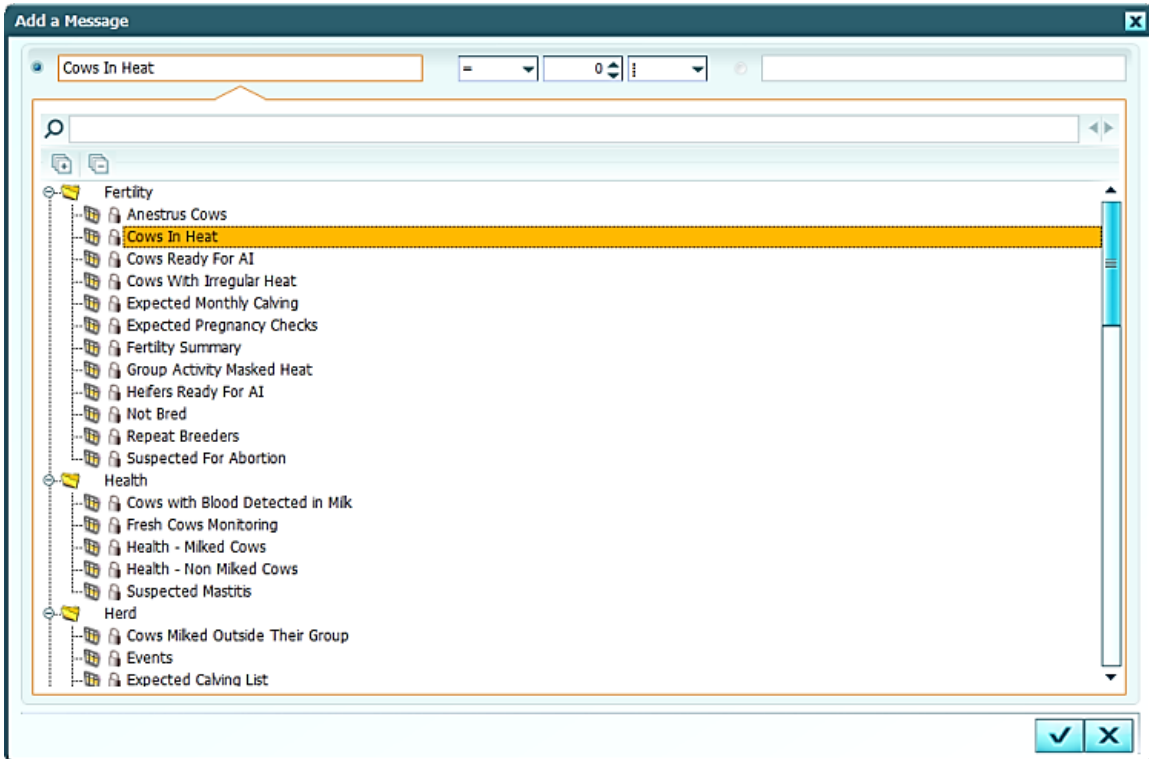 Add a Message
Cows In Heat = 0
Fertility
Anestrus Cows
Cows In Heat
Cows Ready For AI
Cows With Irregular Heat
Expected Monthly Calving
Expected Pregnancy Checks
Fertility Summary
Group Activity Masked Heat
Heifers Ready For AI
Not Bred
Repeat Breeders
Suspected For Abortion
Health
Cows with Blood Detected in Milk
Fresh Cows Monitoring
Health - Milked Cows
Health - Non Milked Cows
Suspected Mastitis
Herd
Cows Milked Outside Their Group
Events
Expected Calving List